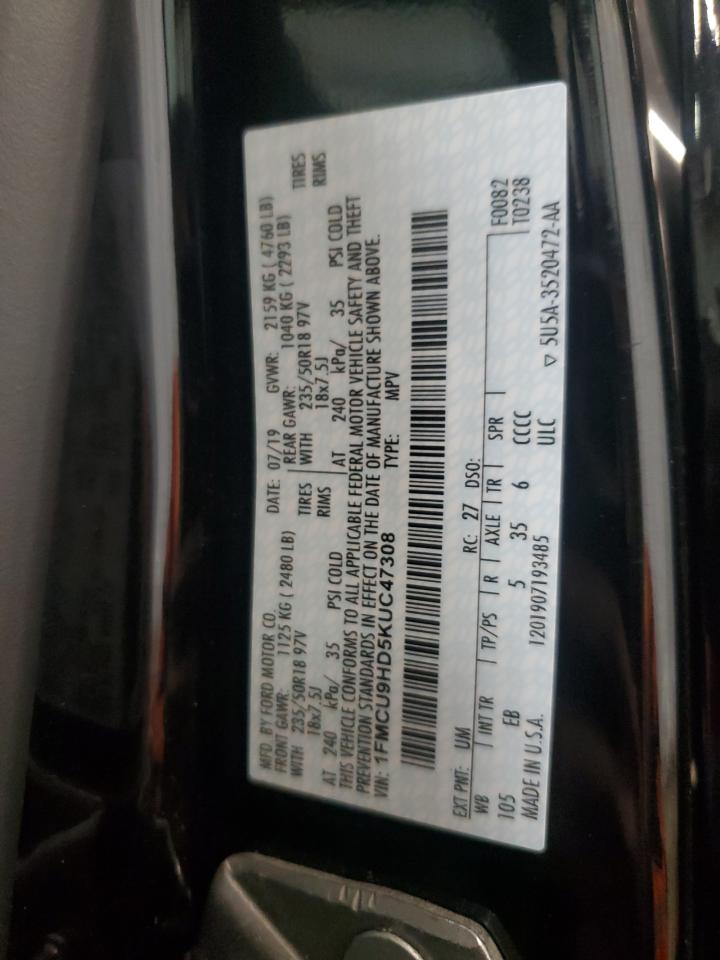 MFD. BY FORD MOTOR CO. DATE: 07/19 GVWR: 2159 KG ( 4760 LB)
FRONT GAWR: 1125 KG ( 2480 LB) REAR GAWR: 1040 KG ( 2293 LB)
WITH 235/50R18 97V TIRES WITH 235/50R18 97V TIRES
18x7.5J RIMS 18x7.5J RIMS
AT 240 kPa/ 35 PSI COLD AT 240 kPa/ 35 PSI COLD
THIS VEHICLE CONFORMS TO ALL APPLICABLE FEDERAL MOTOR VEHICLE SAFETY AND THEFT
PREVENTION STANDARDS IN EFFECT ON THE DATE OF MANUFACTURE SHOWN ABOVE.
VIN: 1FMCU9HD5KUC47308 TYPE: MPV
EXT PNT: UM RC: 27 DSO:
WB INT TR TP/PS R AXLE TR SPR F0082
105 EB 5 35 6 CCCC T0238
MADE IN U.S.A. 1201907193485 ULC ▽ 5U5A-3520472-AA